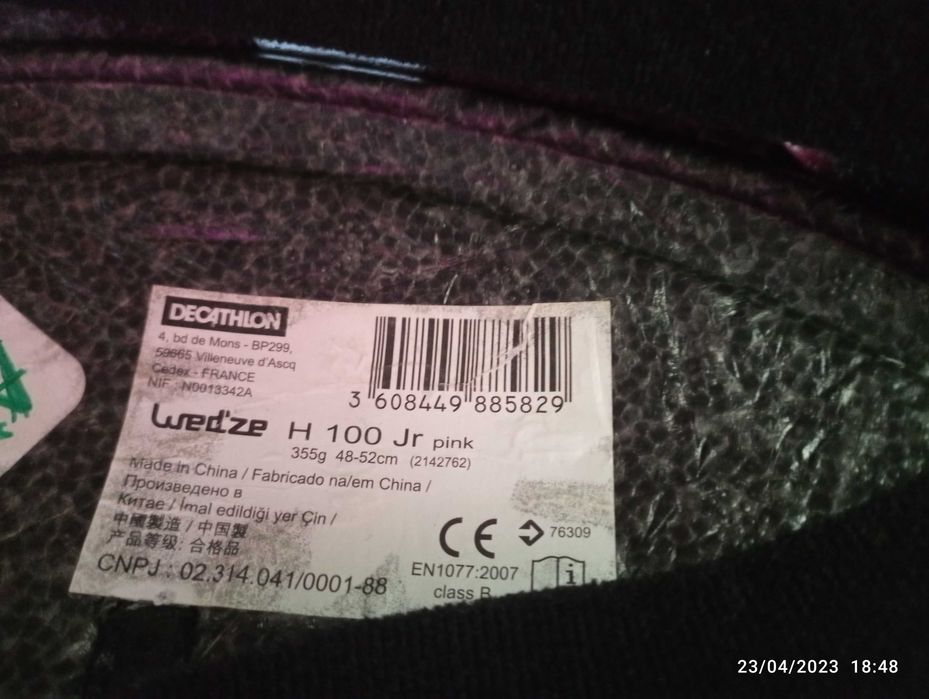 DECATHLON
4, bd de Mons - BP299,
59665 Villeneuve d'Ascq
Cedex - FRANCE
NIF : N0013342A
3 608449 885829
Wed'ze H 100 Jr pink
355g 48-52cm (2142762)
Made in China / Fabricado na/em China /
Произведено в
Китае / İmal edildiği yer Çin /
中國製造 / 中国製
产品等级: 合格品
CNPJ : 02.314.041/0001-88
CE 76309
EN1077:2007
class B
i
23/04/2023 18:48